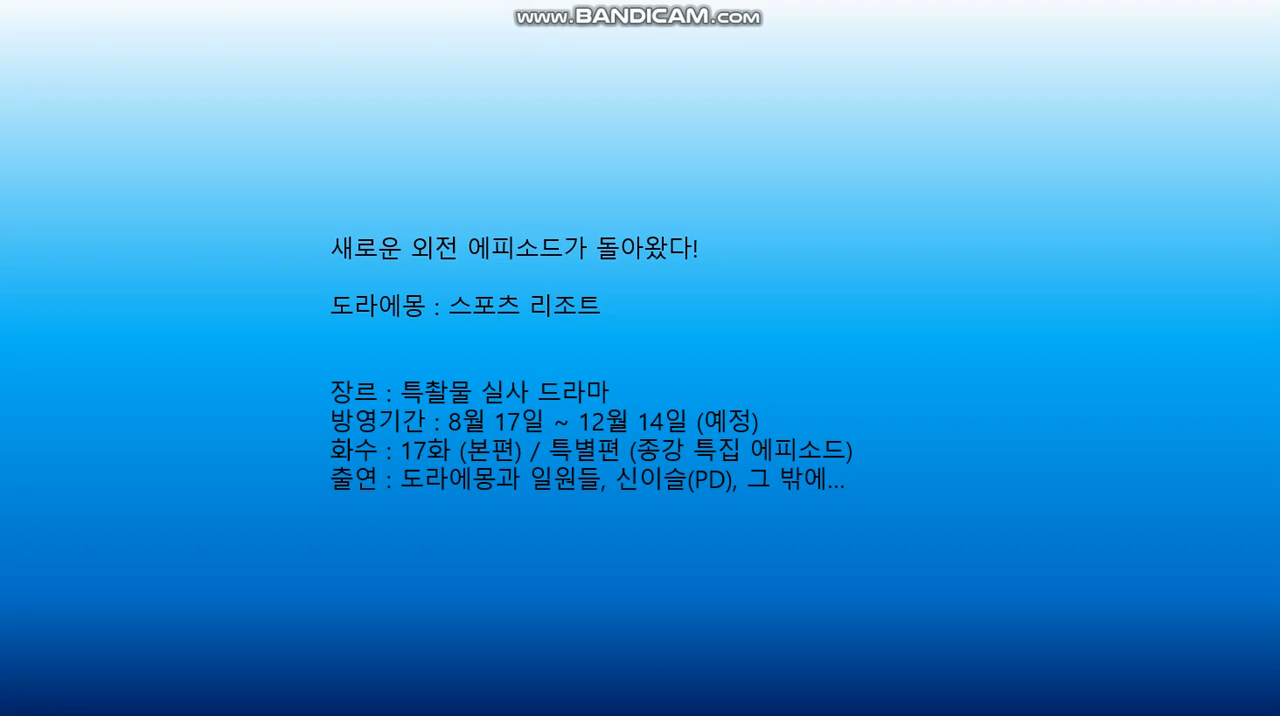 www.BANDICAM.com
새로운 외전 에피소드가 돌아왔다!
도라에몽 : 스포츠 리조트
장르 : 특촬물 실사 드라마
방영기간 : 8월 17일 ~ 12월 14일 (예정)
화수 : 17화 (본편) / 특별편 (종강 특집 에피소드)
출연 : 도라에몽과 일원들, 신이슬(PD), 그 밖에...